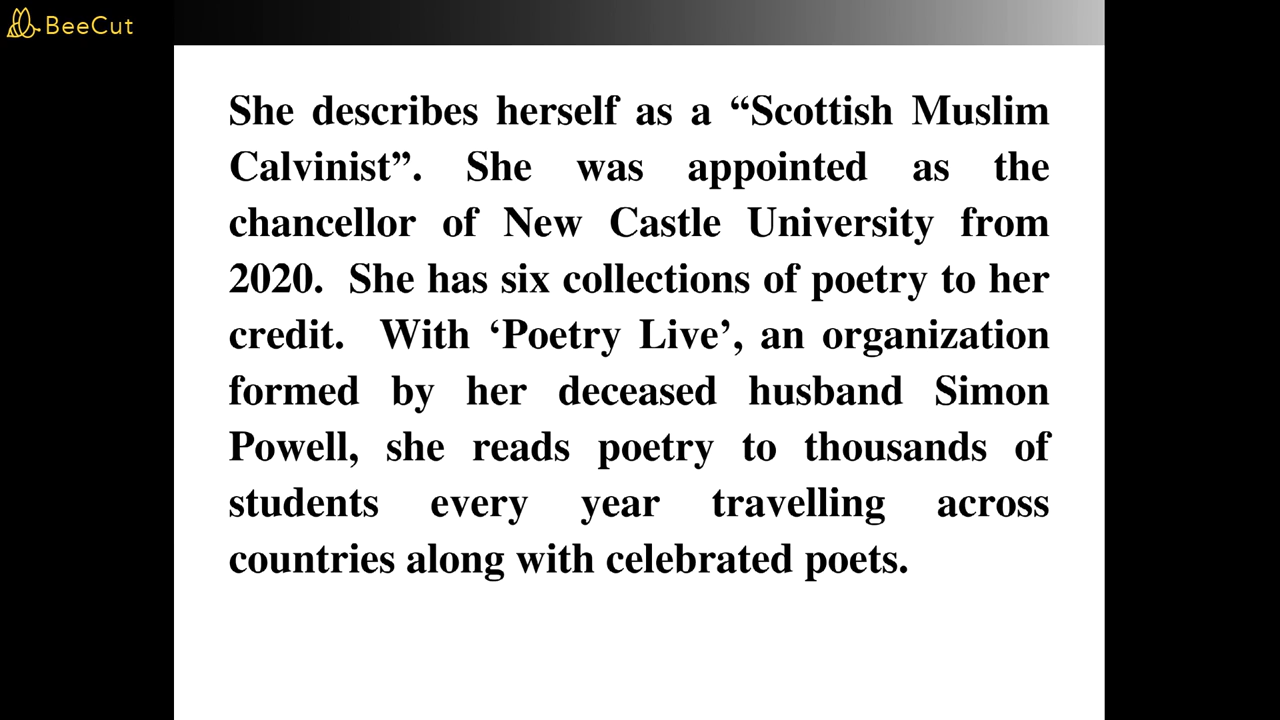 BeeCut
She describes herself as a “Scottish Muslim
Calvinist”. She was appointed as the
chancellor of New Castle University from
2020. She has six collections of poetry to her
credit. With ‘Poetry Live’, an organization
formed by her deceased husband Simon
Powell, she reads poetry to thousands of
students every year travelling across
countries along with celebrated poets.